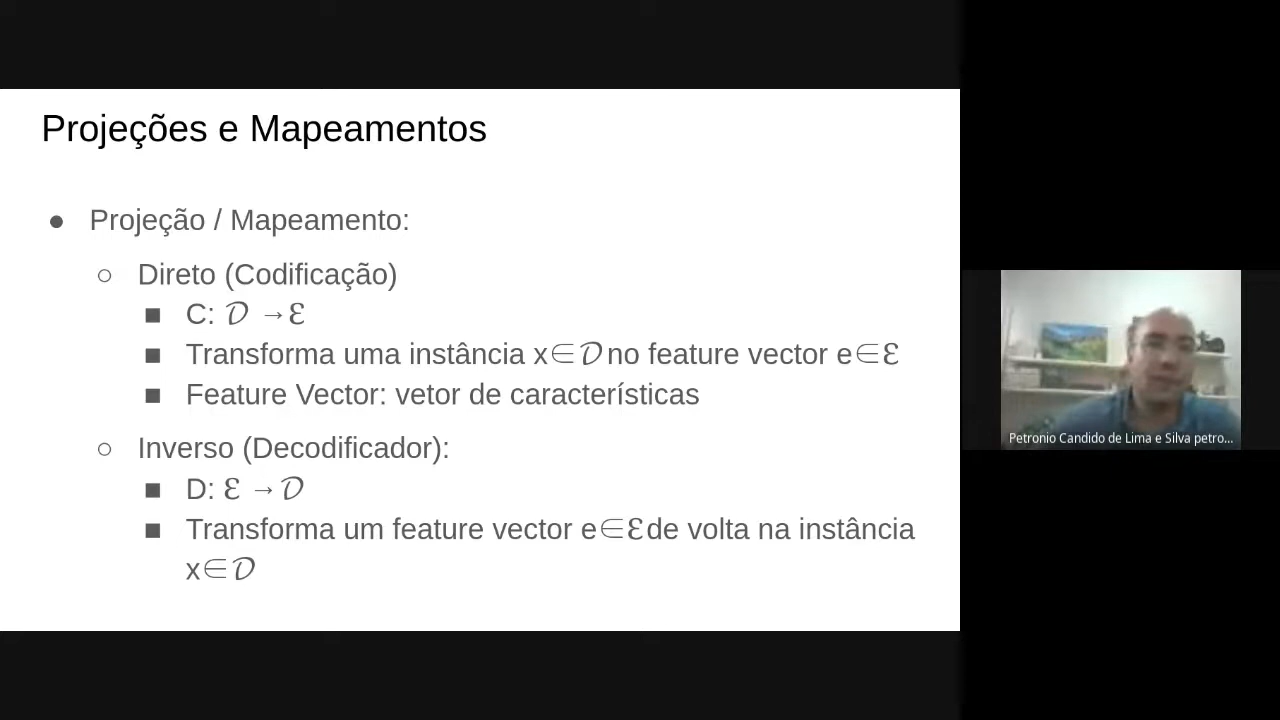 Projeções e Mapeamentos
● Projeção / Mapeamento:
○ Direto (Codificação)
■ C: 𝒟 →ℰ
■ Transforma uma instância x∈𝒟 no feature vector e∈ℰ
■ Feature Vector: vetor de características
○ Inverso (Decodificador):
■ D: ℰ →𝒟
■ Transforma um feature vector e∈ℰ de volta na instância
x∈𝒟
Petronio Candido de Lima e Silva petro...